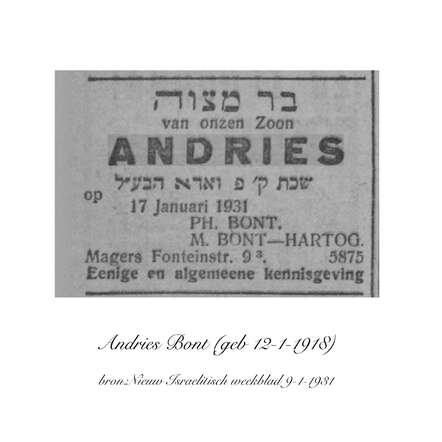 בר מצוה
van onzen Zoon
ANDRIES
שבת ק׳ פ וארא הבע״ל
op
17 Januari 1931
PH. BONT.
M. BONT—HARTOG.
Magers Fonteinstr. 9 ³. 5875
Eenige en algemeene kennisgeving
Andries Bont (geb 12-1-1918)
bron:Nieuw Israelitisch weekblad 9-1-1931